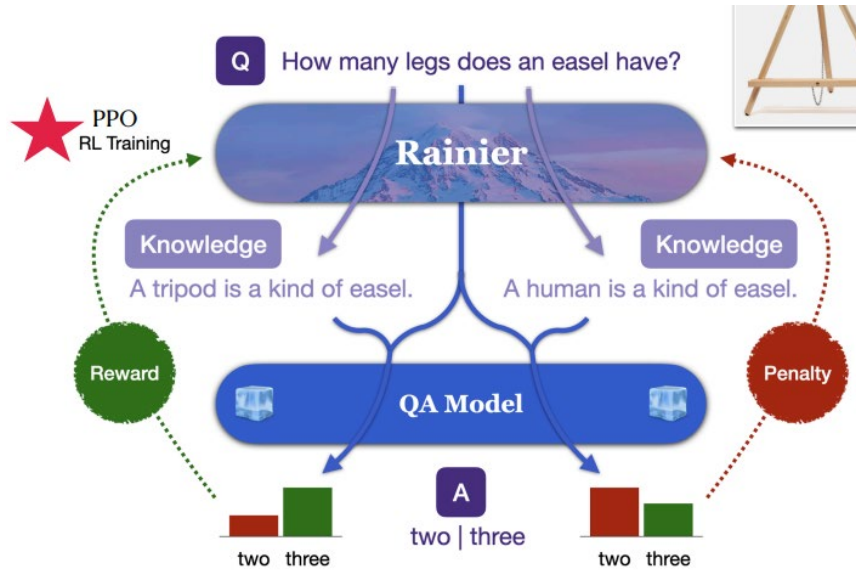 Q How many legs does an easel have?
PPO
RL Training
Rainier
Knowledge
Knowledge
A tripod is a kind of easel.
A human is a kind of easel.
Reward
Penalty
QA Model
A
two | three
two three
two three